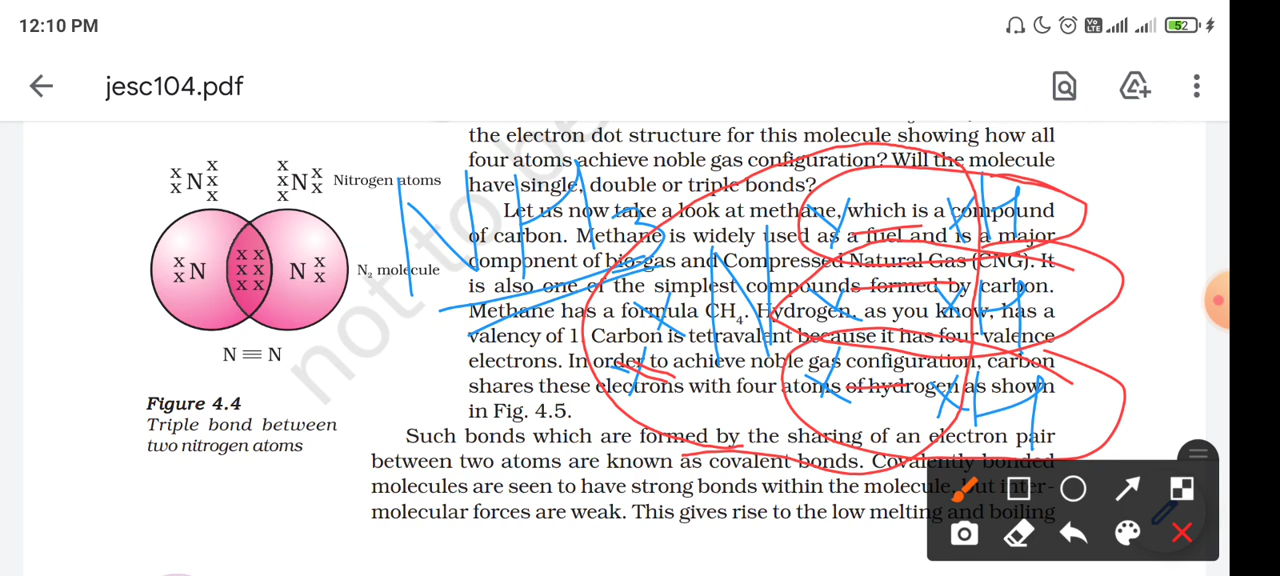 12:10 PM
Vo LTE
52
jesc104.pdf
the electron dot structure for this molecule showing how all
four atoms achieve noble gas configuration? Will the molecule
have single, double or triple bonds?
Let us now take a look at methane, which is a compound
of carbon. Methane is widely used as a fuel and is a major
component of bio-gas and Compressed Natural Gas (CNG). It
is also one of the simplest compounds formed by carbon.
Methane has a formula CH₄. Hydrogen, as you know, has a
valency of 1. Carbon is tetravalent because it has four valence
electrons. In order to achieve noble gas configuration, carbon
shares these electrons with four atoms of hydrogen as shown
in Fig. 4.5.
Such bonds which are formed by the sharing of an electron pair
between two atoms are known as covalent bonds. Covalently bonded
molecules are seen to have strong bonds within the molecule, but inter-
molecular forces are weak. This gives rise to the low melting and boiling
x x N x x x
x x N x x x Nitrogen atoms
x x N x x x x x x N x x N₂ molecule
N ≡ N
Figure 4.4
Triple bond between
two nitrogen atoms
not to be
NH3
N
x x H
x x H
x x H
x
x